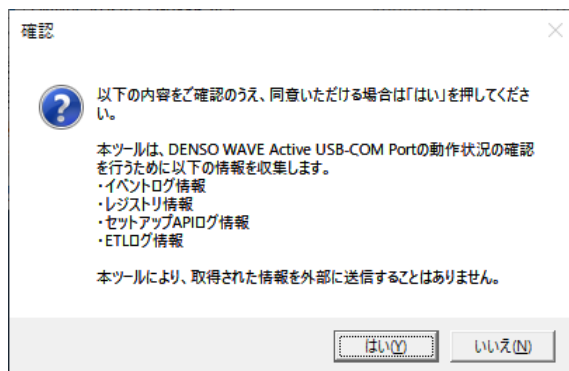 確認
以下の内容をご確認のうえ、同意いただける場合は「はい」を押してくださ
い。
本ツールは、DENSO WAVE Active USB-COM Portの動作状況の確認
を行うために以下の情報を収集します。
・イベントログ情報
・レジストリ情報
・セットアップAPIログ情報
・ETLログ情報
本ツールにより、取得された情報を外部に送信することはありません。
はい(Y)
いいえ(N)